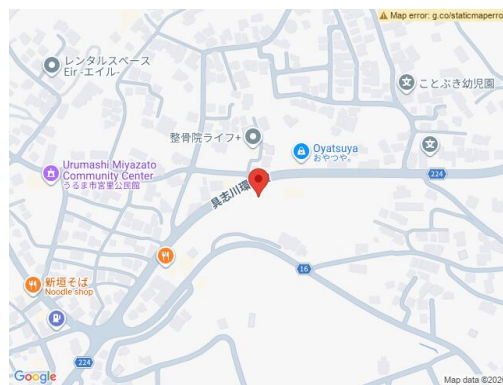 Map error: g.co/staticmaperro
レンタルスペース
Eir -エイル-
ことぶき幼児園
整骨院ライフ+
Oyatsuya
おやつや。
Urumashi Miyazato
Community Center
うるま市宮里公民館
224
具志川環
16
新垣そば
Noodle shop
224
Google
Map data ©202